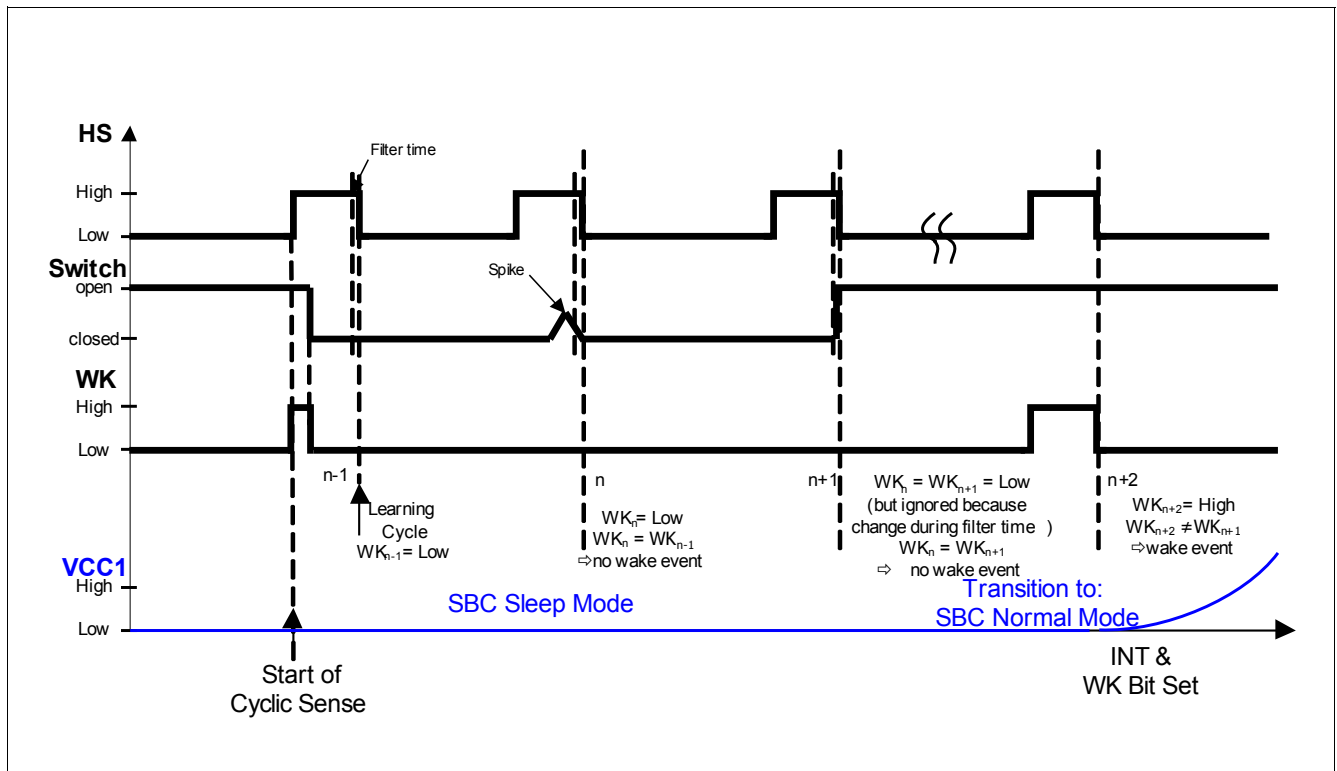 HS
Filter time
High
Low
Switch
open
Spike
closed
WK
High
Low
n-1
n
n+1
n+2
Learning
Cycle
WKn-1= Low
WKn= Low
WKn = WKn-1
⇨no wake event
WKn = WKn+1 = Low
(but ignored because
change during filter time )
WKn = WKn+1
⇨ no wake event
WKn+2= High
WKn+2 ≠WKn+1
⇨wake event
VCC1
High
Low
SBC Sleep Mode
Transition to:
SBC Normal Mode
Start of
Cyclic Sense
INT &
WK Bit Set